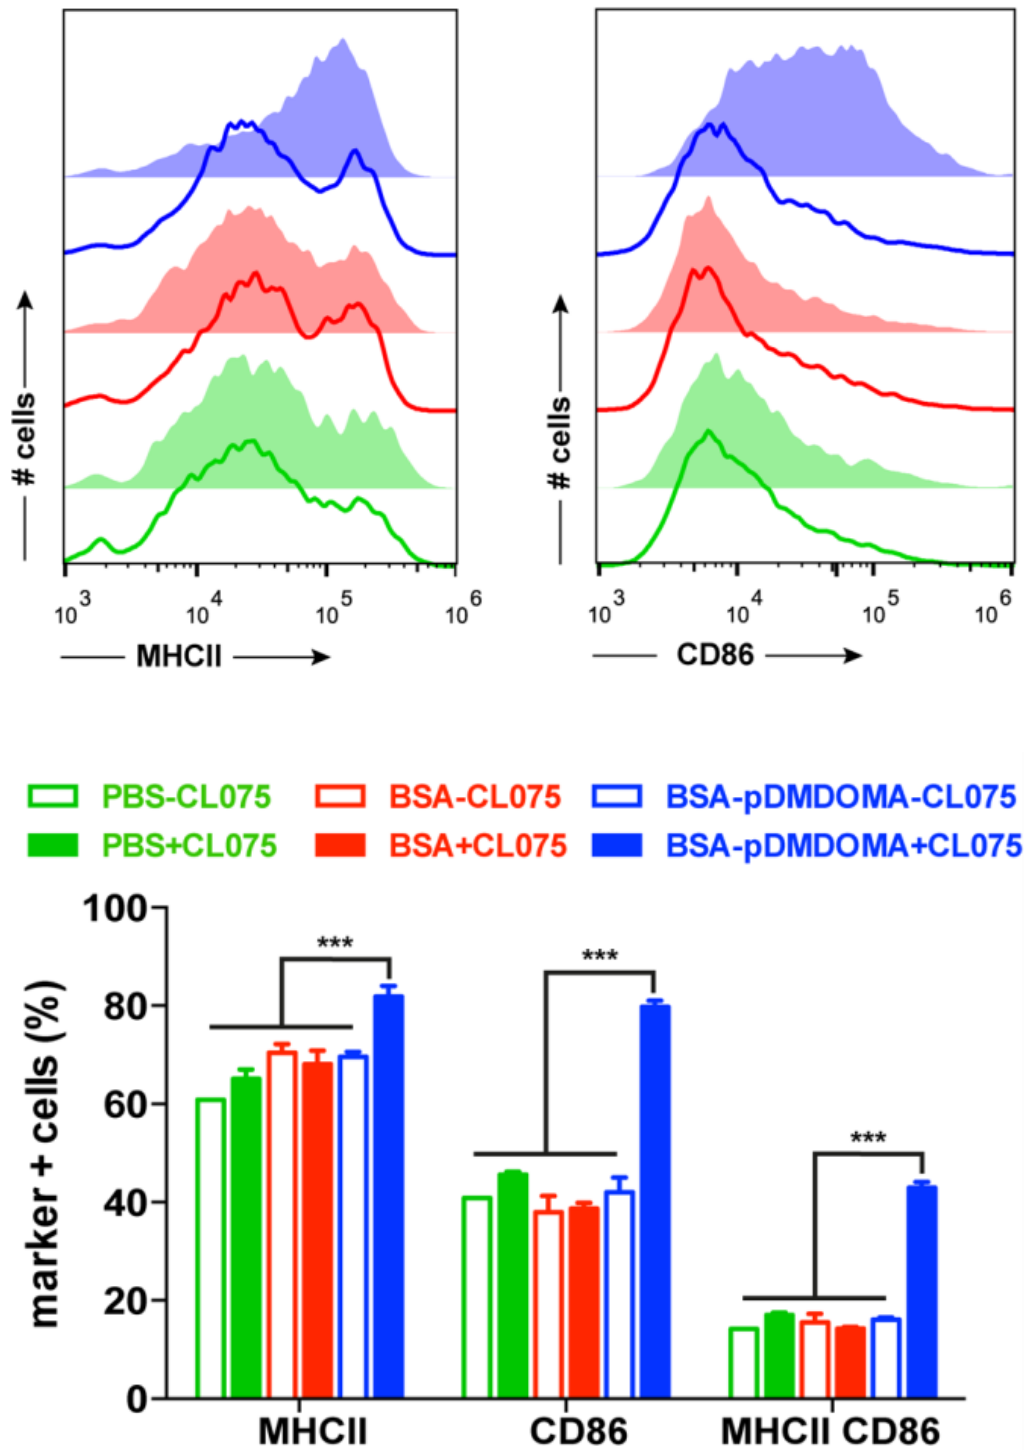 # cells
10^3 10^4 10^5 10^6
MHCII
# cells
10^3 10^4 10^5 10^6
CD86
PBS-CL075 BSA-CL075 BSA-pDMDOMA-CL075
PBS+CL075 BSA+CL075 BSA-pDMDOMA+CL075
marker + cells (%)
100
80
60
40
20
0
***
***
***
MHCII CD86 MHCII CD86